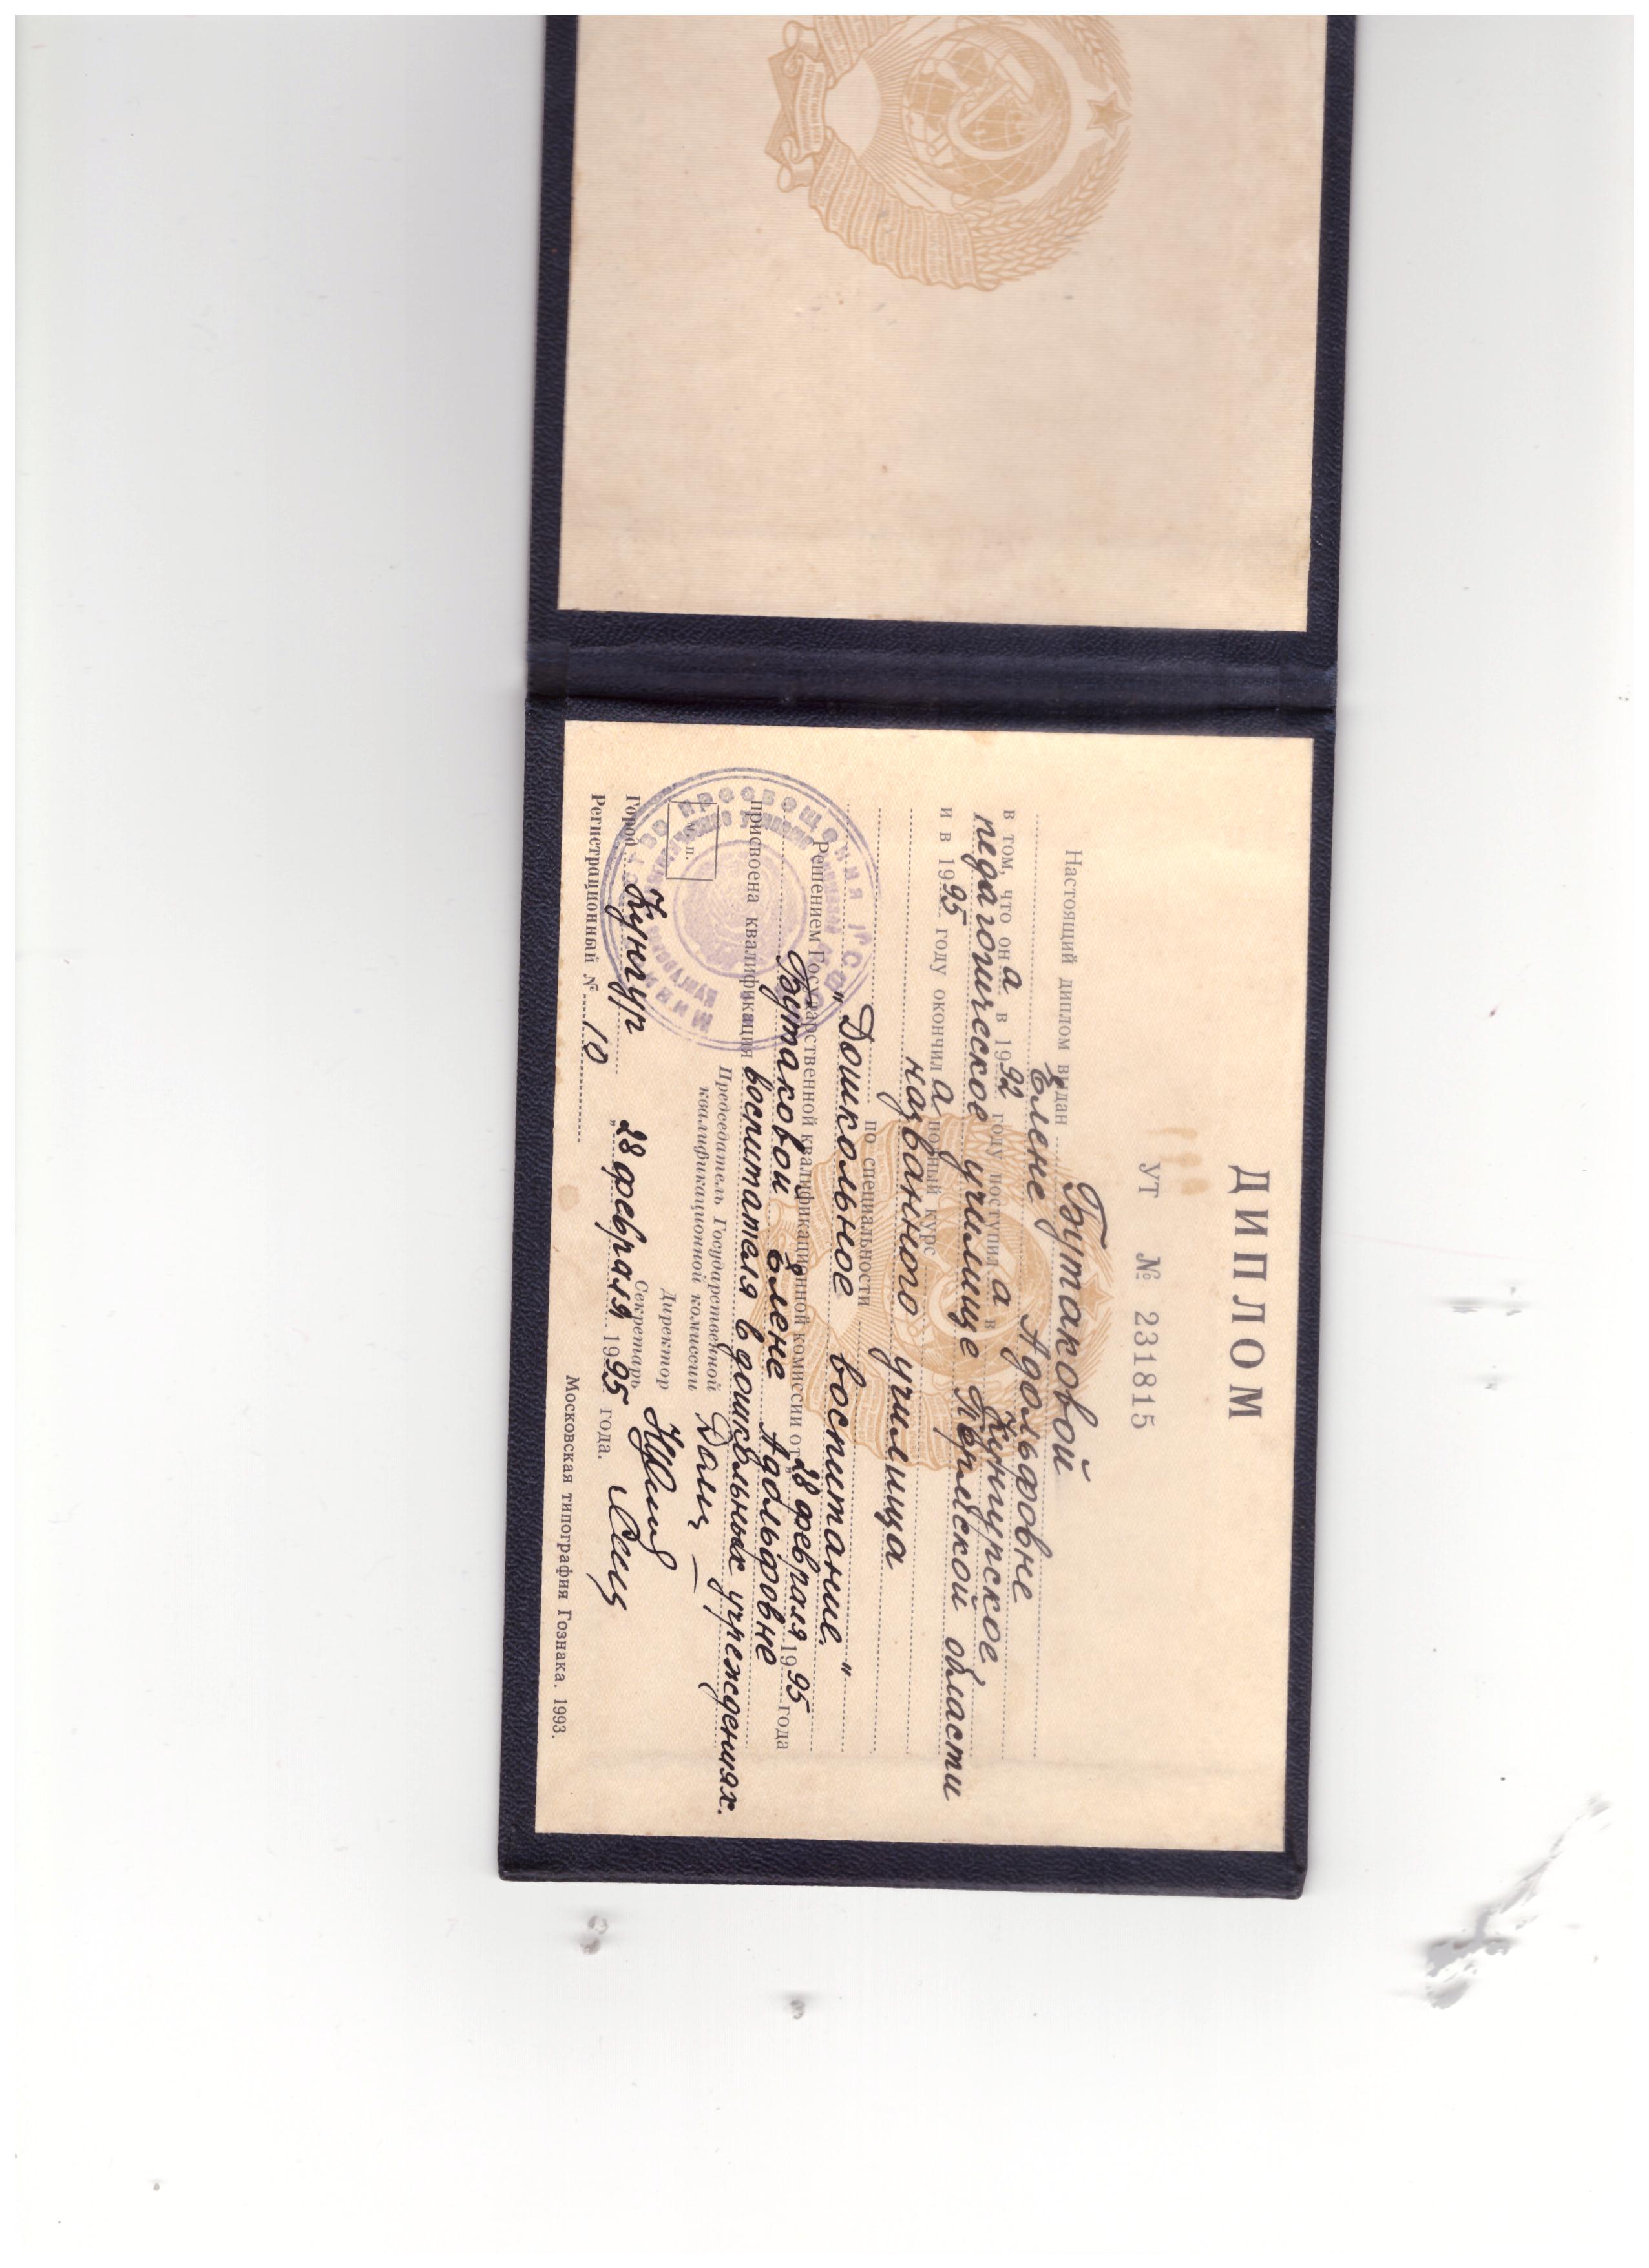 ДИПЛОМ
УТ № 231815
Настоящий диплом выдан Бутаковой
Елене Адольфовне
в том, что она в 1992 году поступила в Кунгурское
педагогическое училище Пермской области
и в 1995 году окончила полный курс
названного училища
по специальности
"Дошкольное воспитание."
Решением Государственной квалификационной комиссии от „28 февраля 1995 года
Бутаковой Елене Адольфовне
присвоена квалификация воспитателя в дошкольных учреждениях.
Председатель Государственной
квалификационной комиссии
М. П.
Директор
Секретарь
Город Кунгур „28 февраля 1995 года.
Регистрационный № 10
Московская типография Гознака. 1993.